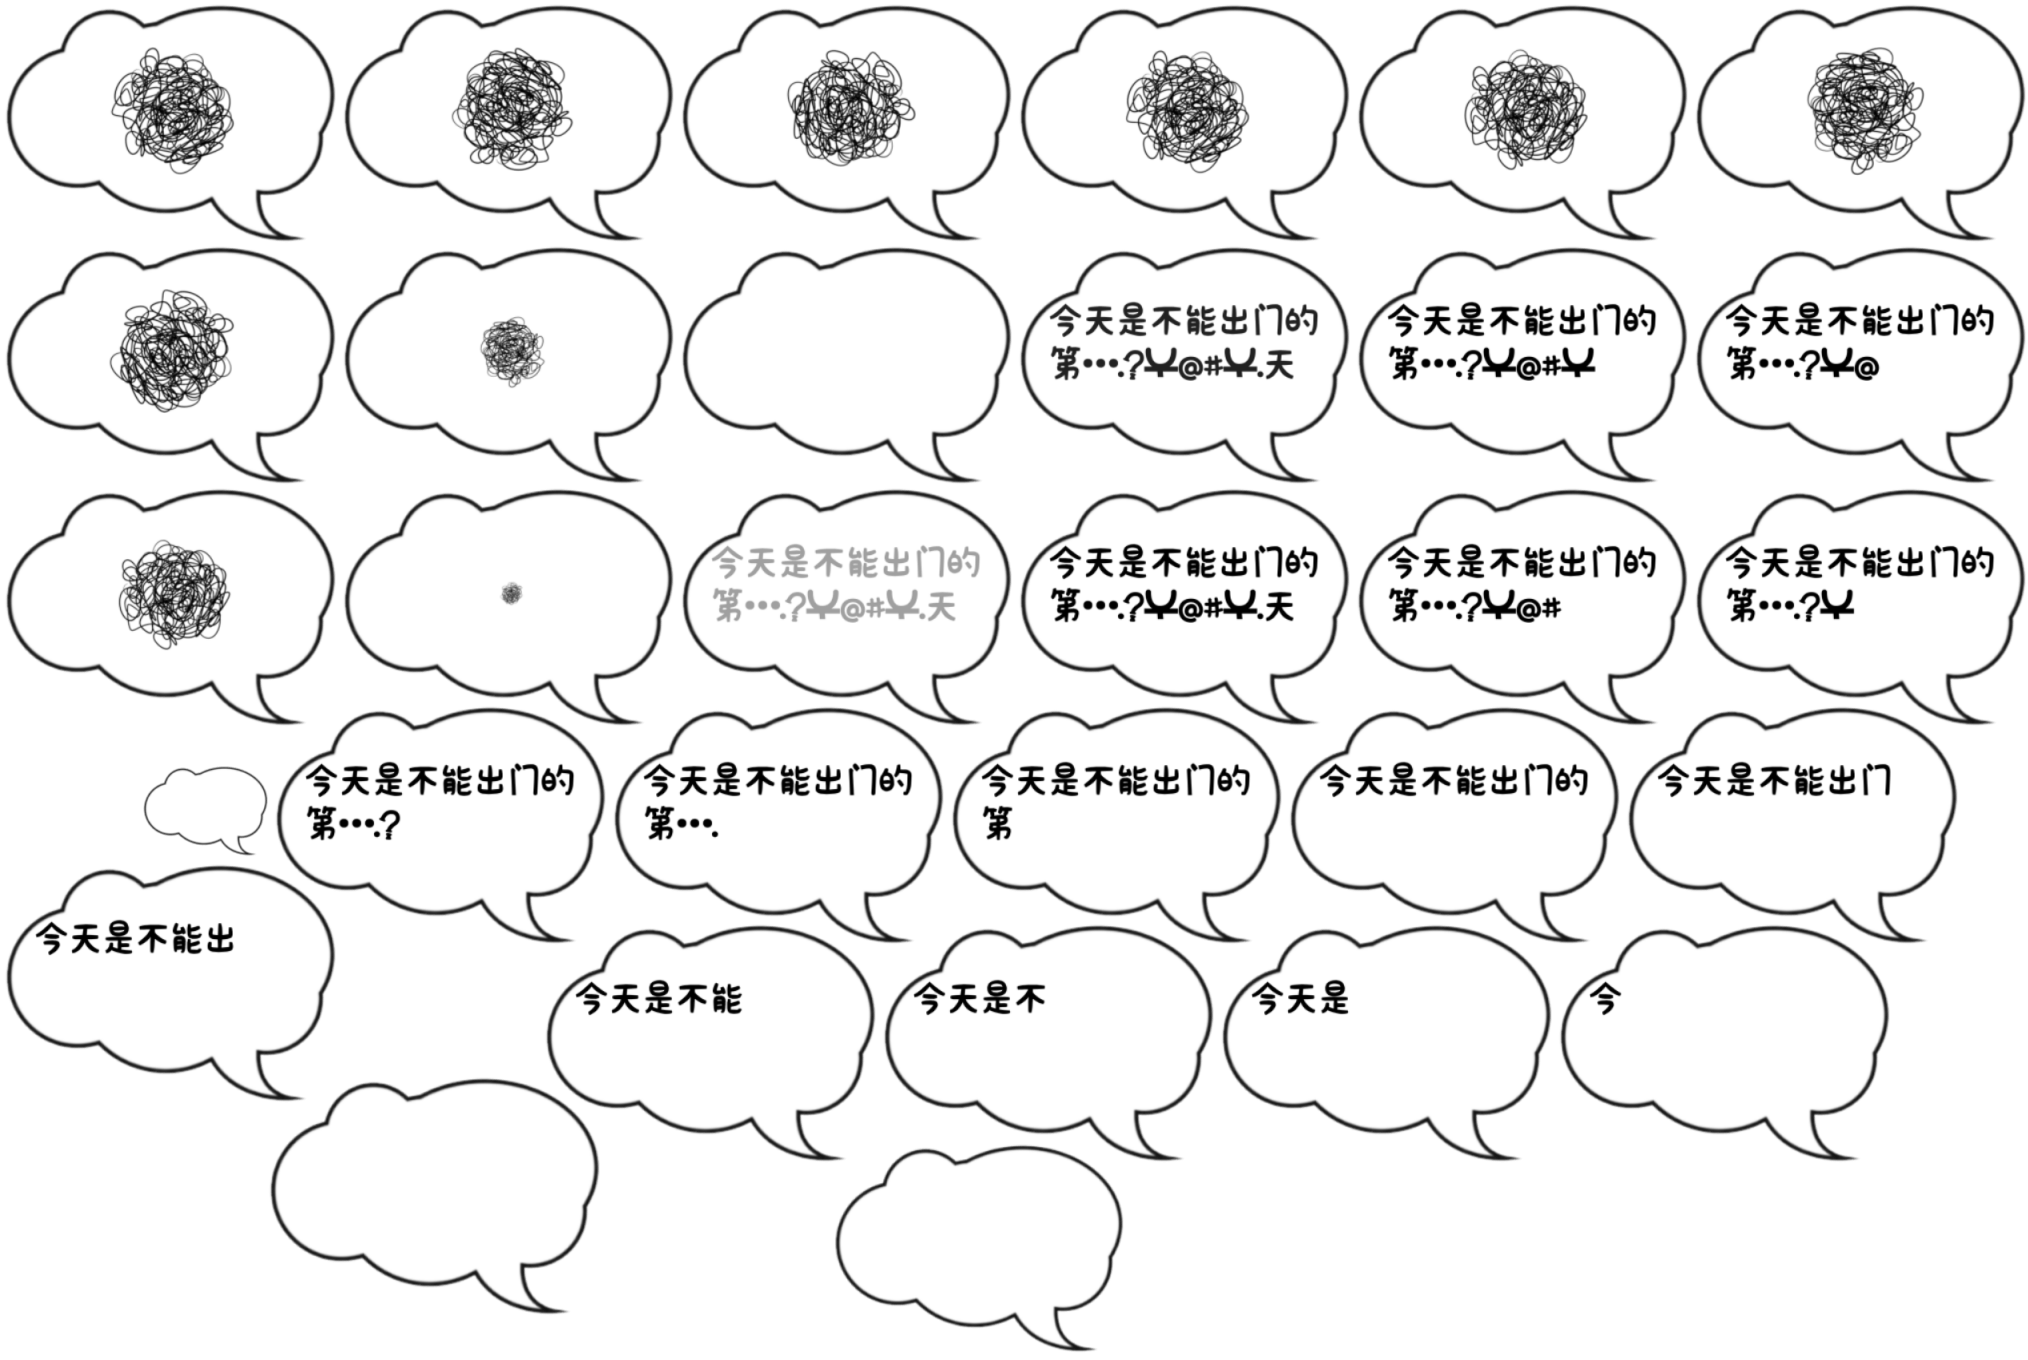 今天是不能出门的
第….?¥@#¥.天
今天是不能出门的
第….?¥@#¥
今天是不能出门的
第….?¥@
今天是不能出门的
第….?¥@#¥.天
今天是不能出门的
第….?¥@#¥.天
今天是不能出门的
第….?¥@#
今天是不能出门的
第….?¥
今天是不能出门的
第….?
今天是不能出门的
第….
今天是不能出门的
第
今天是不能出门的
今天是不能出门
今天是不能出
今天是不能
今天是不
今天是
今